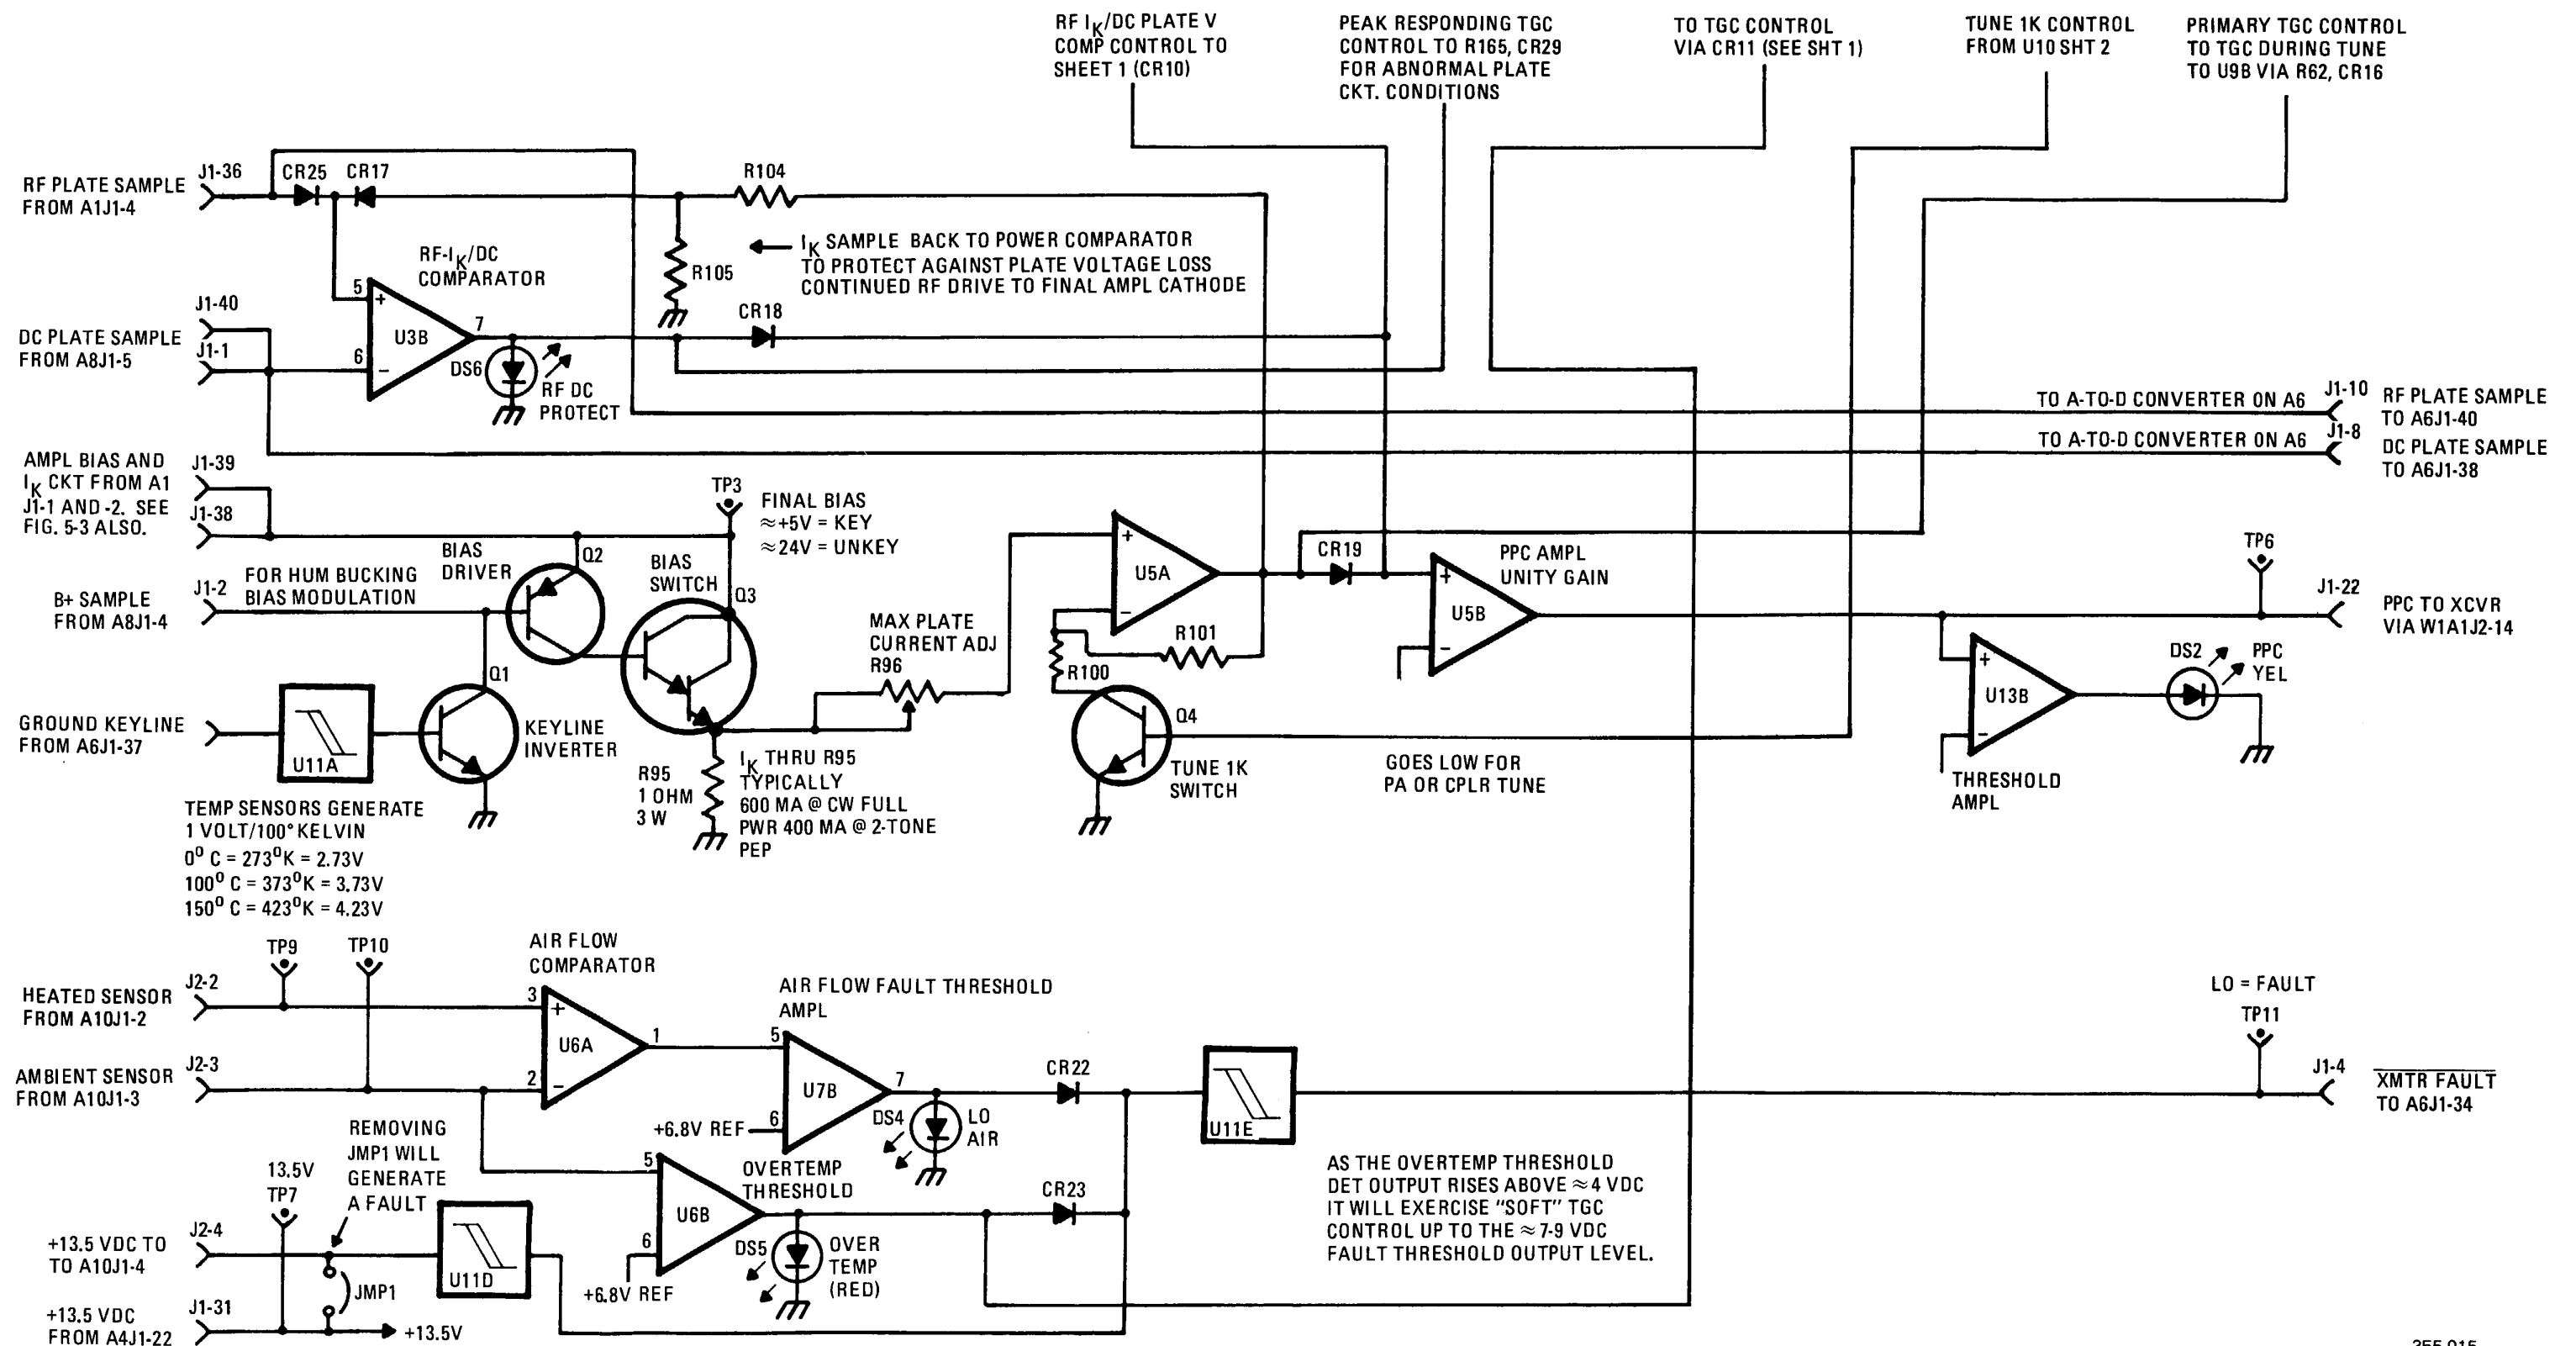 RF IK/DC PLATE V
COMP CONTROL TO
SHEET 1 (CR10)
PEAK RESPONDING TGC
CONTROL TO R165, CR29
FOR ABNORMAL PLATE
CKT. CONDITIONS
TO TGC CONTROL
VIA CR11 (SEE SHT 1)
TUNE 1K CONTROL
FROM U10 SHT 2
PRIMARY TGC CONTROL
TO TGC DURING TUNE
TO U9B VIA R62, CR16
RF PLATE SAMPLE
FROM A1J1-4
J1-36
CR25
CR17
R104
RF-IK/DC
COMPARATOR
R105
IK SAMPLE BACK TO POWER COMPARATOR
TO PROTECT AGAINST PLATE VOLTAGE LOSS
CONTINUED RF DRIVE TO FINAL AMPL CATHODE
J1-40
DC PLATE SAMPLE
FROM A8J1-5
J1-1
5
+
U3B
6
−
7
CR18
DS6
RF DC
PROTECT
TO A-TO-D CONVERTER ON A6
J1-10
RF PLATE SAMPLE
TO A6J1-40
TO A-TO-D CONVERTER ON A6
J1-8
DC PLATE SAMPLE
TO A6J1-38
AMPL BIAS AND
IK CKT FROM A1
J1-1 AND -2. SEE
FIG. 5-3 ALSO.
J1-39
J1-38
TP3
FINAL BIAS
≈+5V = KEY
≈24V = UNKEY
BIAS
DRIVER
Q2
BIAS
SWITCH
Q3
B+ SAMPLE
FROM A8J1-4
J1-2
FOR HUM BUCKING
BIAS MODULATION
MAX PLATE
CURRENT ADJ
R96
+
U5A
−
CR19
R101
R100
PPC AMPL
UNITY GAIN
+
U5B
−
TP6
J1-22
PPC TO XCVR
VIA W1A1J2-14
GROUND KEYLINE
FROM A6J1-37
U11A
Q1
KEYLINE
INVERTER
R95
1 OHM
3 W
IK THRU R95
TYPICALLY
600 MA @ CW FULL
PWR 400 MA @ 2-TONE
PEP
Q4
TUNE 1K
SWITCH
GOES LOW FOR
PA OR CPLR TUNE
+
U13B
−
THRESHOLD
AMPL
DS2
PPC
YEL
TEMP SENSORS GENERATE
1 VOLT/100° KELVIN
0° C = 273°K = 2.73V
100° C = 373°K = 3.73V
150° C = 423°K = 4.23V
TP9
TP10
AIR FLOW
COMPARATOR
HEATED SENSOR
FROM A10J1-2
J2-2
3
+
U6A
2
−
1
AMBIENT SENSOR
FROM A10J1-3
J2-3
AIR FLOW FAULT THRESHOLD
AMPL
5
U7B
6
7
+6.8V REF
DS4
LO
AIR
CR22
U11E
LO = FAULT
TP11
J1-4
XMTR FAULT
TO A6J1-34
REMOVING
JMP1 WILL
GENERATE
A FAULT
13.5V
TP7
OVERTEMP
THRESHOLD
5
U6B
6
+6.8V REF
DS5
OVER
TEMP
(RED)
CR23
AS THE OVERTEMP THRESHOLD
DET OUTPUT RISES ABOVE ≈4 VDC
IT WILL EXERCISE "SOFT" TGC
CONTROL UP TO THE ≈7-9 VDC
FAULT THRESHOLD OUTPUT LEVEL.
+13.5 VDC TO
TO A10J1-4
J2-4
U11D
JMP1
+13.5 VDC
FROM A4J1-22
J1-31
+13.5V